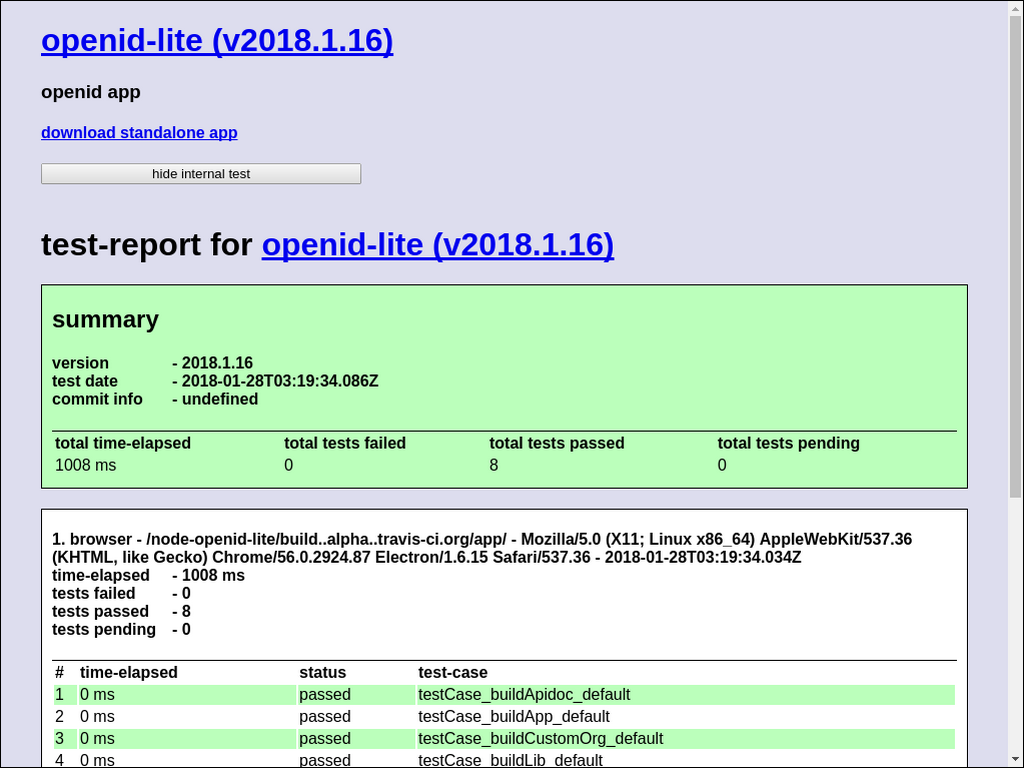 openid-lite (v2018.1.16)
openid app
download standalone app
hide internal test
test-report for openid-lite (v2018.1.16)
summary
version - 2018.1.16
test date - 2018-01-28T03:19:34.086Z
commit info - undefined
total time-elapsed total tests failed total tests passed total tests pending
1008 ms 0 8 0
1. browser - /node-openid-lite/build..alpha..travis-ci.org/app/ - Mozilla/5.0 (X11; Linux x86_64) AppleWebKit/537.36
(KHTML, like Gecko) Chrome/56.0.2924.87 Electron/1.6.15 Safari/537.36 - 2018-01-28T03:19:34.034Z
time-elapsed - 1008 ms
tests failed - 0
tests passed - 8
tests pending - 0
# time-elapsed status test-case
1 0 ms passed testCase_buildApidoc_default
2 0 ms passed testCase_buildApp_default
3 0 ms passed testCase_buildCustomOrg_default
4 0 ms passed testCase_buildLib_default